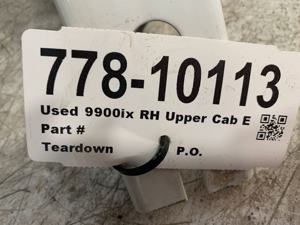 778-10113
Used 9900ix RH Upper Cab E
Part #
Teardown P.O.